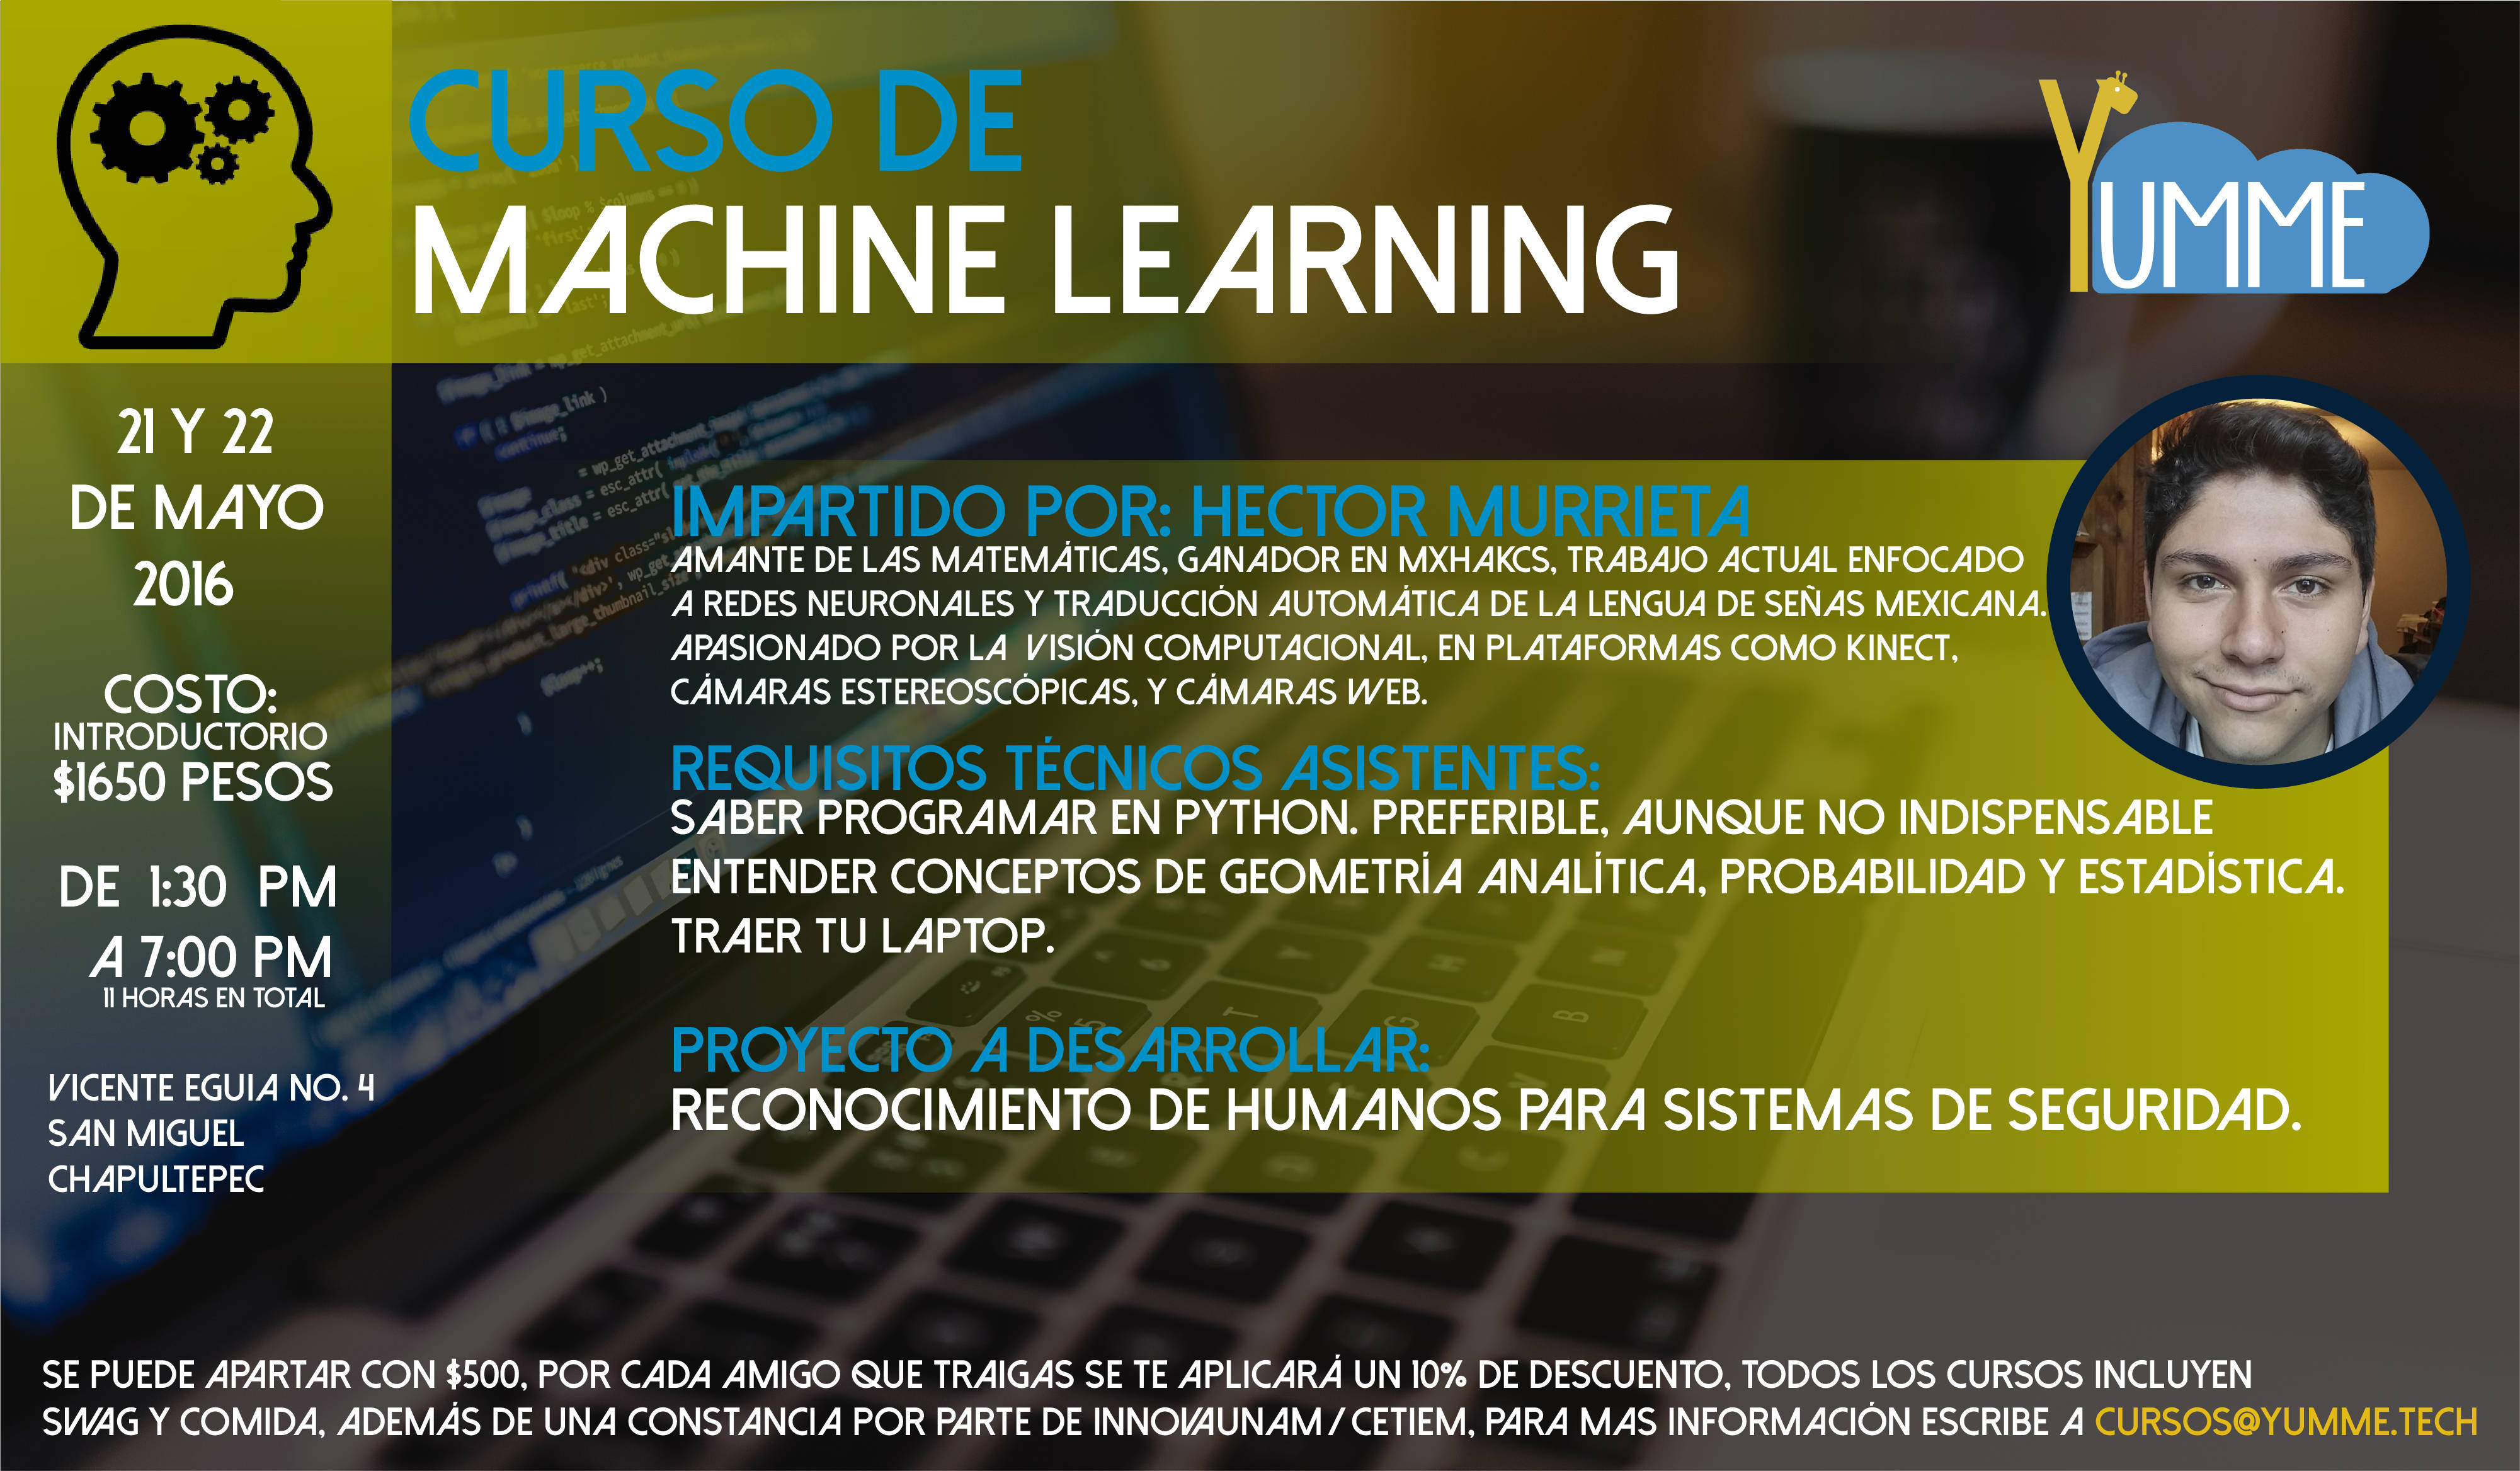 CURSO DE
MACHINE LEARNING
YUMME
21 Y 22
DE MAYO
2016
COSTO:
INTRODUCTORIO
$1650 PESOS
DE 1:30 PM
A 7:00 PM
11 HORAS EN TOTAL
VICENTE EGUIA NO. 4
SAN MIGUEL
CHAPULTEPEC
IMPARTIDO POR: HECTOR MURRIETA
AMANTE DE LAS MATEMÁTICAS, GANADOR EN MXHAKCS, TRABAJO ACTUAL ENFOCADO
A REDES NEURONALES Y TRADUCCIÓN AUTOMÁTICA DE LA LENGUA DE SEÑAS MEXICANA.
APASIONADO POR LA VISIÓN COMPUTACIONAL, EN PLATAFORMAS COMO KINECT,
CÁMARAS ESTEREOSCÓPICAS, Y CÁMARAS WEB.
REQUISITOS TÉCNICOS ASISTENTES:
SABER PROGRAMAR EN PYTHON. PREFERIBLE, AUNQUE NO INDISPENSABLE
ENTENDER CONCEPTOS DE GEOMETRÍA ANALÍTICA, PROBABILIDAD Y ESTADÍSTICA.
TRAER TU LAPTOP.
PROYECTO A DESARROLLAR:
RECONOCIMIENTO DE HUMANOS PARA SISTEMAS DE SEGURIDAD.
SE PUEDE APARTAR CON $500, POR CADA AMIGO QUE TRAIGAS SE TE APLICARÁ UN 10% DE DESCUENTO, TODOS LOS CURSOS INCLUYEN
SWAG Y COMIDA, ADEMÁS DE UNA CONSTANCIA POR PARTE DE INNOVAUNAM/CETIEM, PARA MAS INFORMACIÓN ESCRIBE A CURSOS@YUMME.TECH